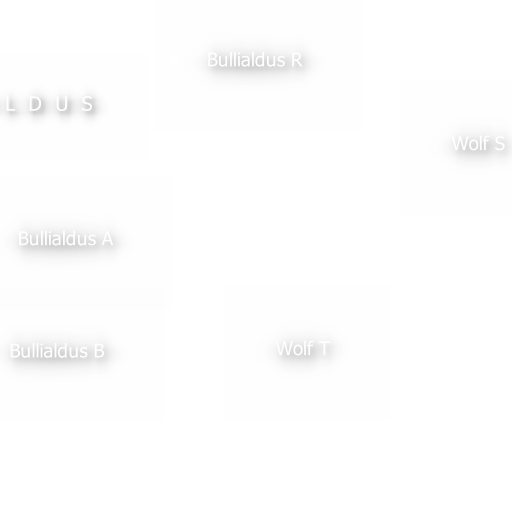 Bullialdus R
L D U S
Wolf S
Bullialdus A
Wolf T
Bullialdus B